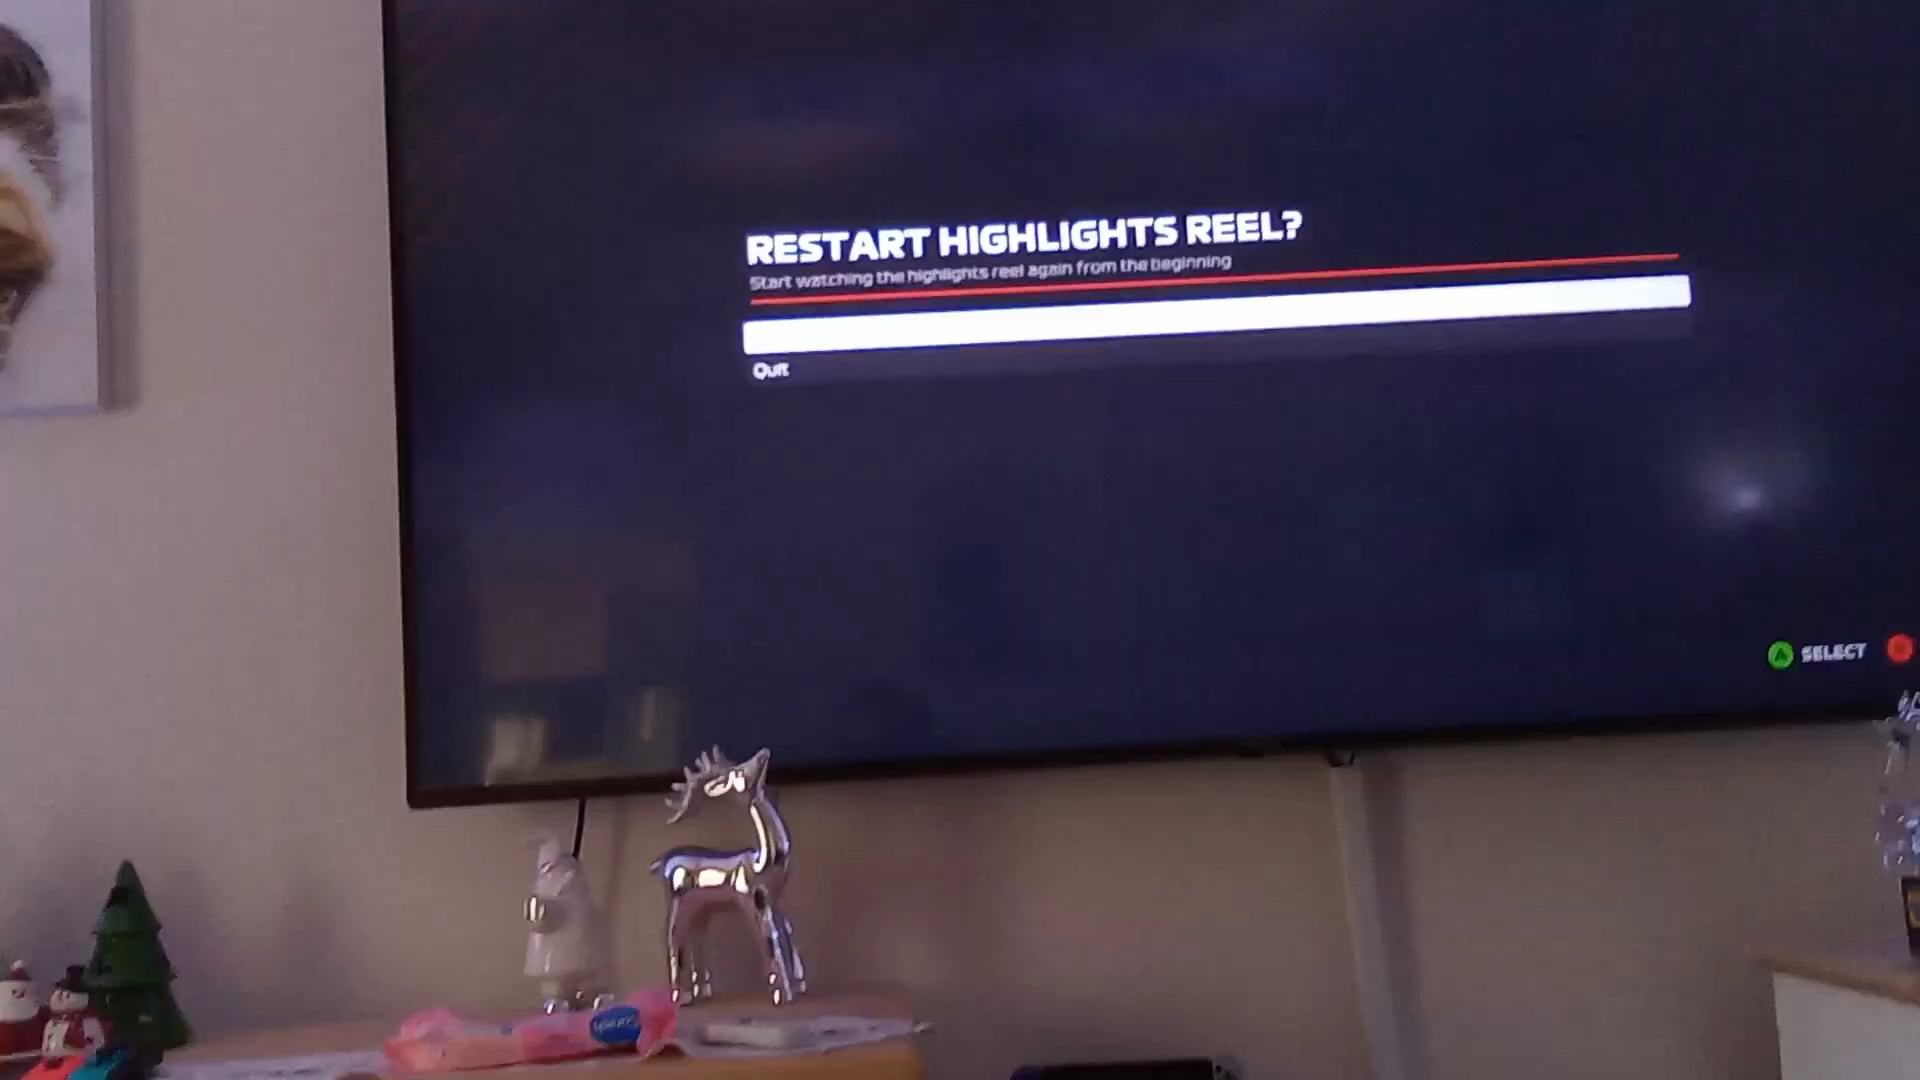 RESTART HIGHLIGHTS REEL?
Start watching the highlights reel again from the beginning
Quit
A SELECT